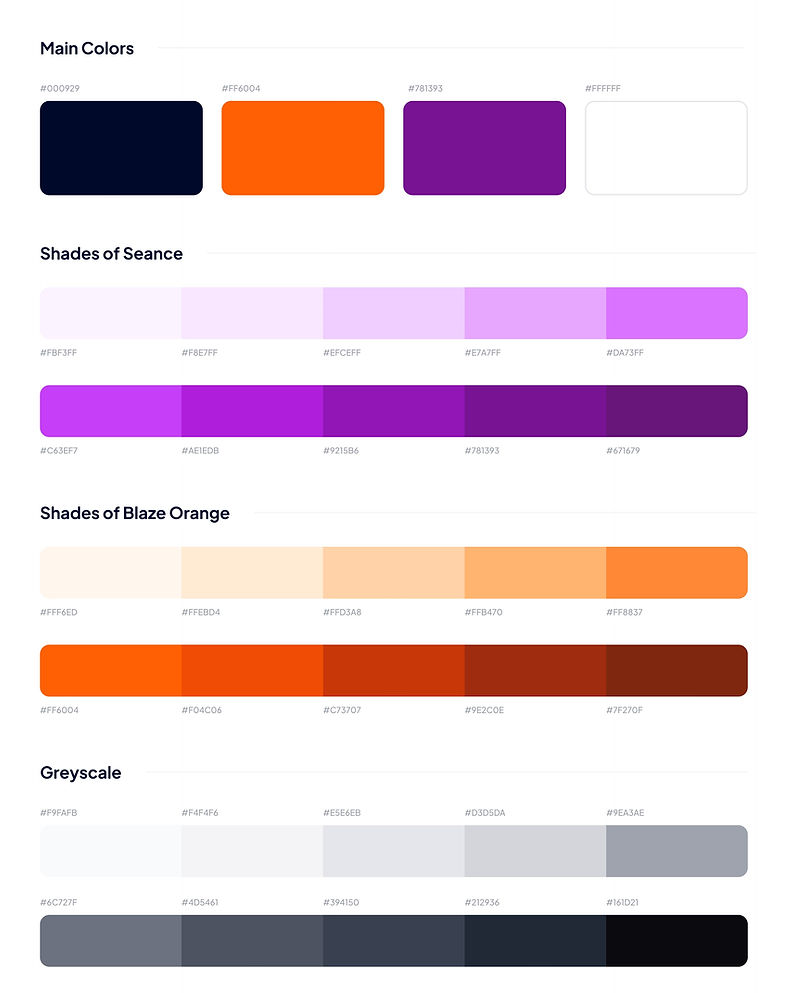 Main Colors
#000929 #FF6004 #781393 #FFFFFF
Shades of Seance
#FBF3FF #F8E7FF #EFCEFF #E7A7FF #DA73FF
#C63EF7 #AE1EDB #9215B6 #781393 #671679
Shades of Blaze Orange
#FFF6ED #FFEBD4 #FFD3A8 #FFB470 #FF8837
#FF6004 #F04C06 #C73707 #9E2C0E #7F270F
Greyscale
#F9FAFB #F4F4F6 #E5E6EB #D3D5DA #9EA3AE
#6C727F #4D5461 #394150 #212936 #161D21